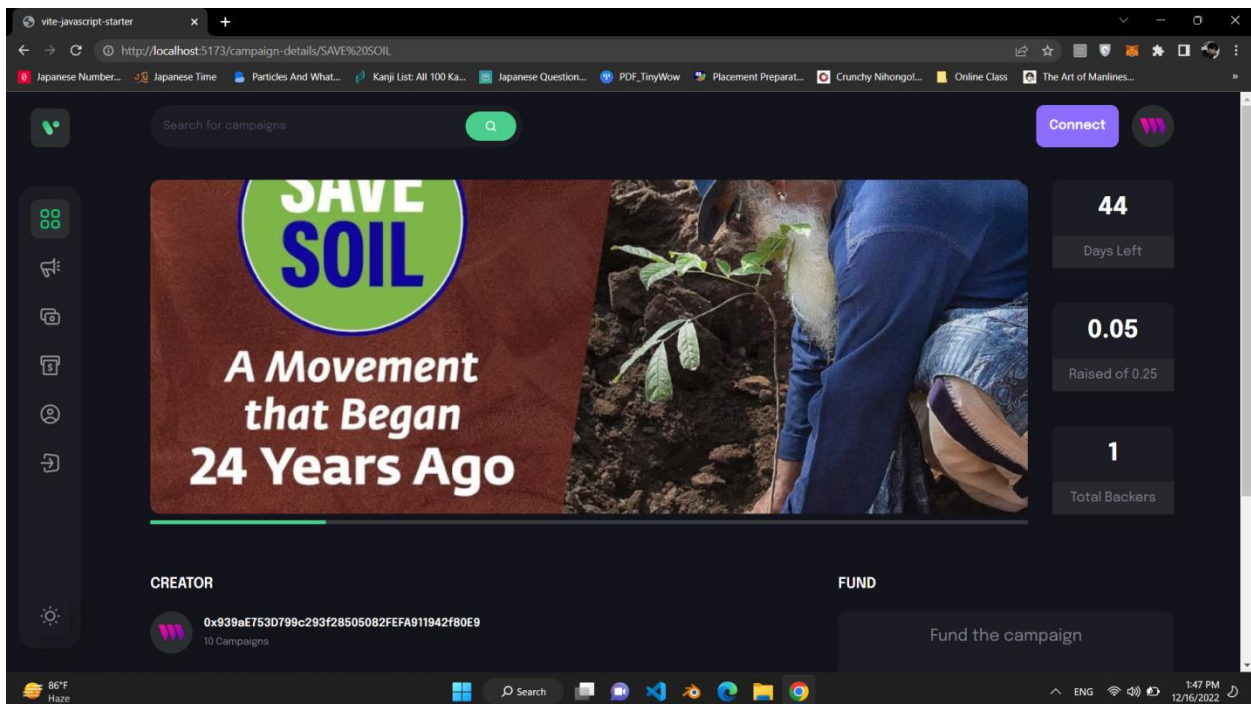 vite-javascript-starter
http://localhost:5173/campaign-details/SAVE%20SOIL
Japanese Number...
Japanese Time
Particles And What...
Kanji List: All 100 Ka...
Japanese Question...
PDF_TinyWow
Placement Preparat...
Crunchy Nihongo!...
Online Class
The Art of Manlines...
»
Search for campaigns
Connect
SAVE
SOIL
A Movement
that Began
24 Years Ago
44
Days Left
0.05
Raised of 0.25
1
Total Backers
CREATOR
0x939aE753D799c293f28505082FEFA911942f80E9
10 Campaigns
FUND
Fund the campaign
86°F
Haze
Search
ENG
1:47 PM
12/16/2022